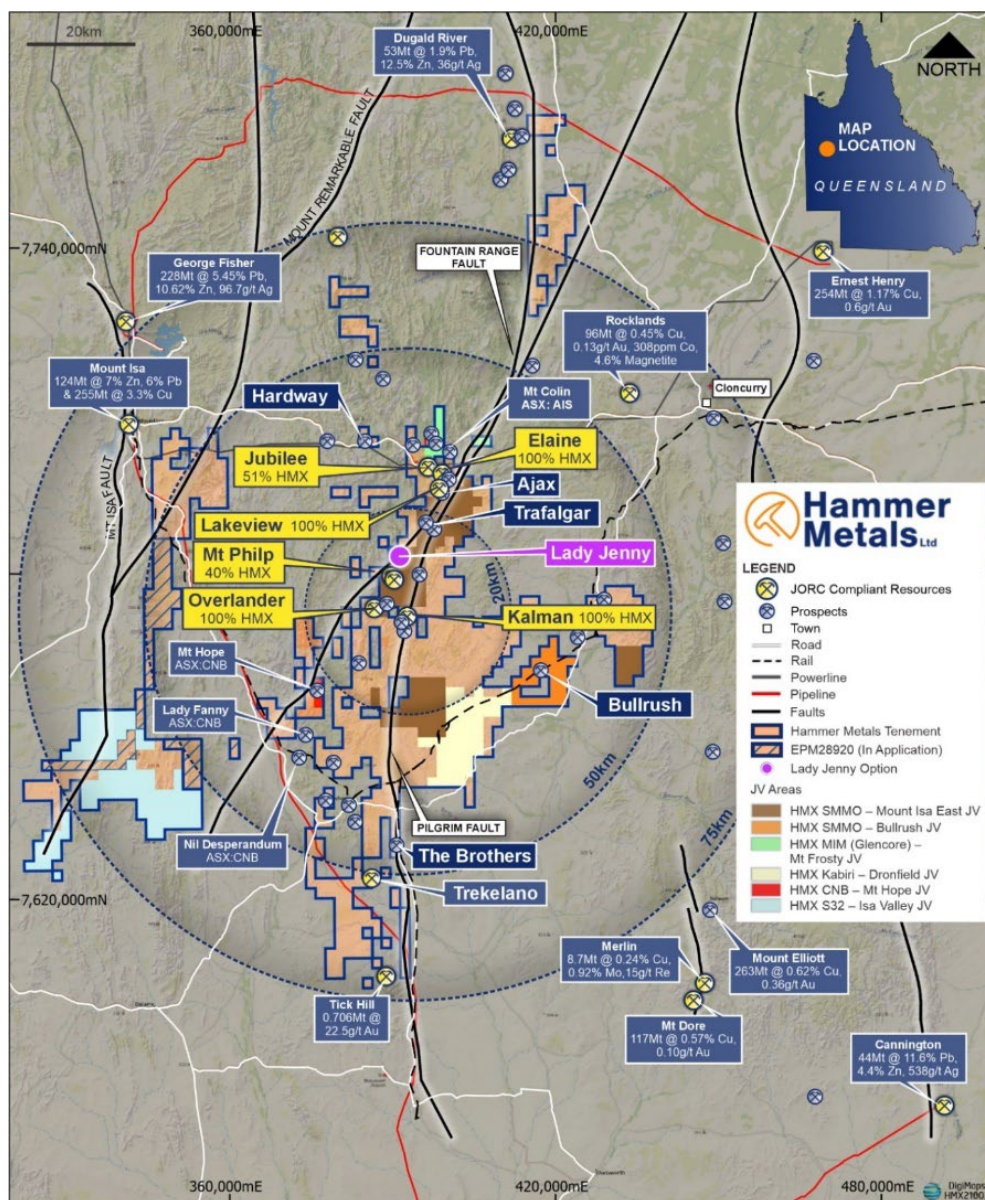 20km
360,000mE
420,000mE
Dugald River
53Mt @ 1.9% Pb,
12.5% Zn, 36g/t Ag
NORTH
MAP
LOCATION
QUEENSLAND
MOUNT REMARKABLE FAULT
7,740,000mN
George Fisher
228Mt @ 5.45% Pb,
10.62% Zn, 96.7g/t Ag
FOUNTAIN RANGE
FAULT
Ernest Henry
254Mt @ 1.17% Cu,
0.6g/t Au
Rocklands
96Mt @ 0.45% Cu,
0.13g/t Au, 308ppm Co,
4.6% Magnetite
Mount Isa
124Mt @ 7% Zn, 6% Pb
& 255Mt @ 3.3% Cu
Cloncurry
Hardway
Mt Colin
ASX: AIS
Jubilee
51% HMX
Elaine
100% HMX
Ajax
MT ISA FAULT
Lakeview 100% HMX
Trafalgar
Mt Philp
40% HMX
Lady Jenny
20km
Overlander
100% HMX
Kalman 100% HMX
Mt Hope
ASX:CNB
Bullrush
Lady Fanny
ASX:CNB
50km
75km
Nil Desperandum
ASX:CNB
PILGRIM FAULT
The Brothers
Trekelano
7,620,000mN
Merlin
8.7Mt @ 0.24% Cu,
0.92% Mo,15g/t Re
Mount Elliott
263Mt @ 0.62% Cu,
0.36g/t Au
Tick Hill
0.706Mt @
22.5g/t Au
Mt Dore
117Mt @ 0.57% Cu,
0.10g/t Au
Cannington
44Mt @ 11.6% Pb,
4.4% Zn, 538g/t Ag
Hammer
Metals Ltd
LEGEND
JORC Compliant Resources
Prospects
Town
Road
Rail
Powerline
Pipeline
Faults
Hammer Metals Tenement
EPM28920 (In Application)
Lady Jenny Option
JV Areas
HMX SMMO – Mount Isa East JV
HMX SMMO – Bullrush JV
HMX MIM (Glencore) –
Mt Frosty JV
HMX Kabiri – Dronfield JV
HMX CNB – Mt Hope JV
HMX S32 – Isa Valley JV
360,000mE
420,000mE
480,000mE
DigiMaps